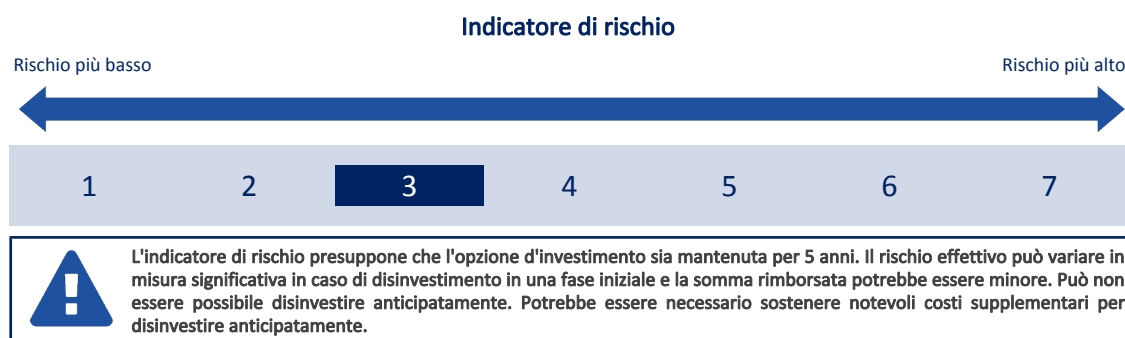 Indicatore di rischio
Rischio più basso
Rischio più alto
1 2 3 4 5 6 7
L'indicatore di rischio presuppone che l'opzione d'investimento sia mantenuta per 5 anni. Il rischio effettivo può variare in
misura significativa in caso di disinvestimento in una fase iniziale e la somma rimborsata potrebbe essere minore. Può non
essere possibile disinvestire anticipatamente. Potrebbe essere necessario sostenere notevoli costi supplementari per
disinvestire anticipatamente.